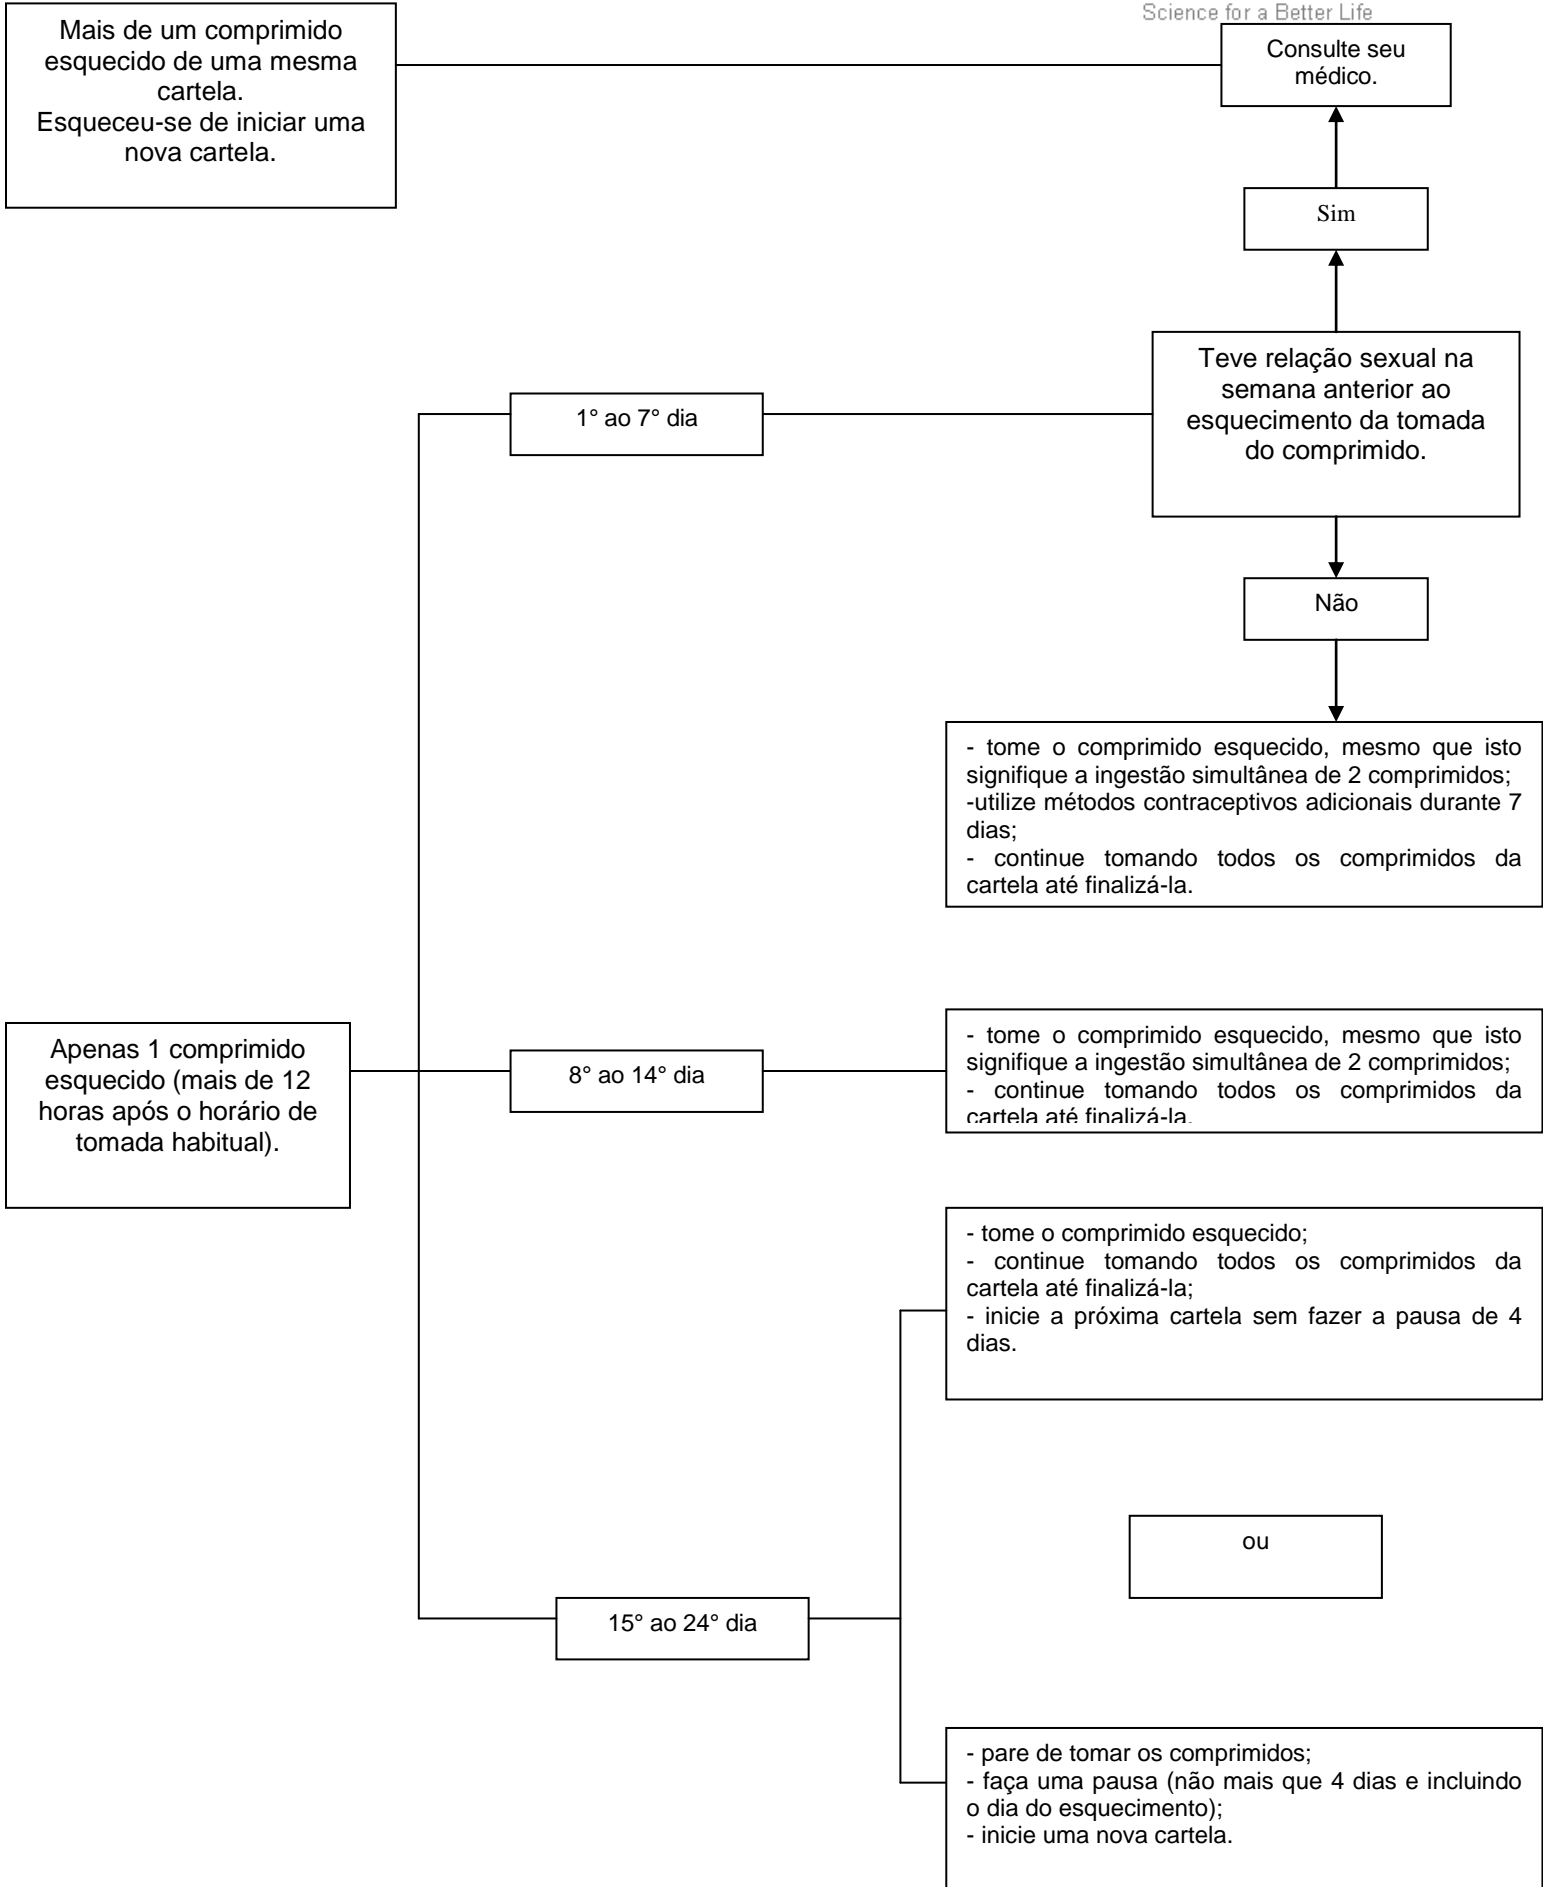 Science for a Better Life
Mais de um comprimido
esquecido de uma mesma
cartela.
Esqueceu-se de iniciar uma
nova cartela.
Consulte seu
médico.
Sim
Teve relação sexual na
semana anterior ao
esquecimento da tomada
do comprimido.
1° ao 7° dia
Não
- tome o comprimido esquecido, mesmo que isto
signifique a ingestão simultânea de 2 comprimidos;
-utilize métodos contraceptivos adicionais durante 7
dias;
- continue tomando todos os comprimidos da
cartela até finalizá-la.
Apenas 1 comprimido
esquecido (mais de 12
horas após o horário de
tomada habitual).
8° ao 14° dia
- tome o comprimido esquecido, mesmo que isto
signifique a ingestão simultânea de 2 comprimidos;
- continue tomando todos os comprimidos da
cartela até finalizá-la.
- tome o comprimido esquecido;
- continue tomando todos os comprimidos da
cartela até finalizá-la;
- inicie a próxima cartela sem fazer a pausa de 4
dias.
ou
15° ao 24° dia
- pare de tomar os comprimidos;
- faça uma pausa (não mais que 4 dias e incluindo
o dia do esquecimento);
- inicie uma nova cartela.